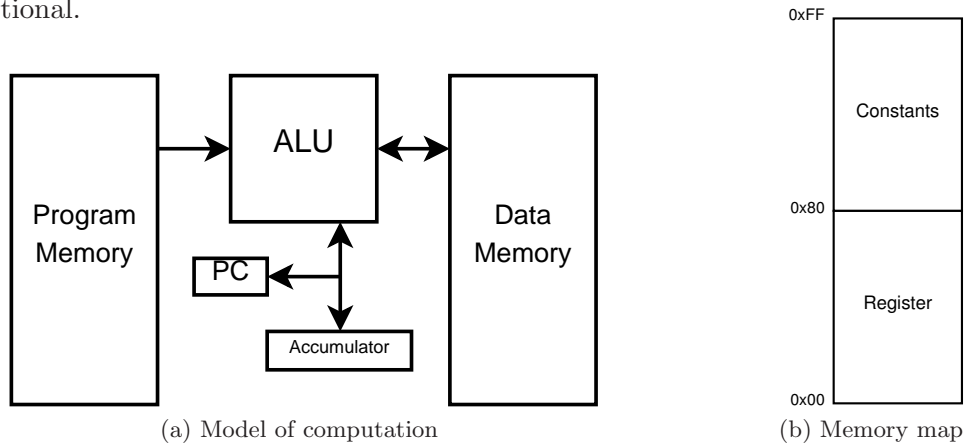 tional.
Program
Memory
ALU
PC
Accumulator
Data
Memory
(a) Model of computation
0xFF
Constants
0x80
Register
0x00
(b) Memory map